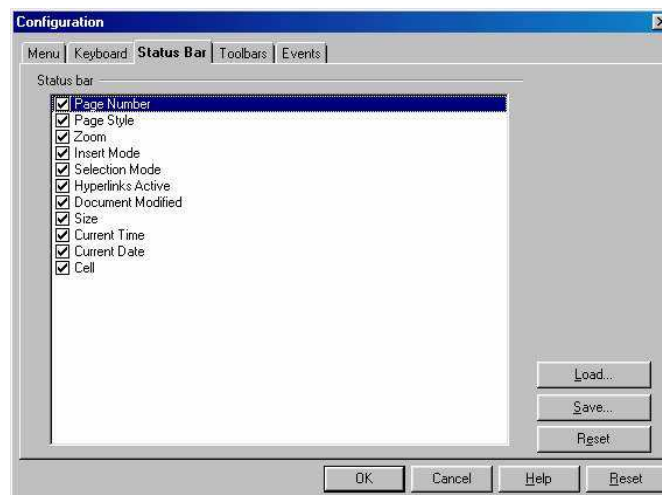 Configuration
Menu Keyboard Status Bar Toolbars Events
Status bar
Page Number
Page Style
Zoom
Insert Mode
Selection Mode
Hyperlinks Active
Document Modified
Size
Current Time
Current Date
Cell
Load...
Save...
Reset
OK Cancel Help Reset